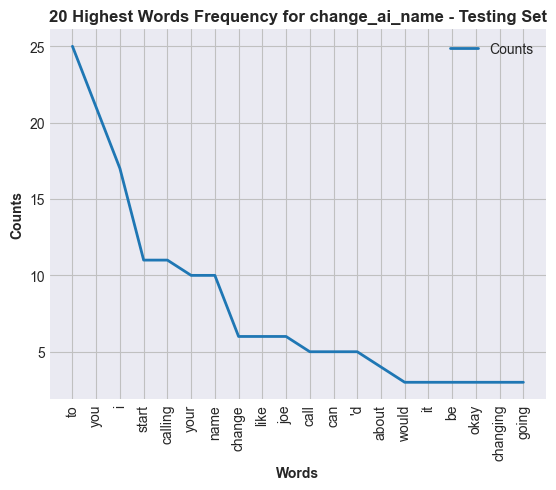 20 Highest Words Frequency for change_ai_name - Testing Set
Counts
25
20
15
10
5
Counts
to
you
i
start
calling
your
name
change
like
joe
call
can
'd
about
would
it
be
okay
changing
going
Words